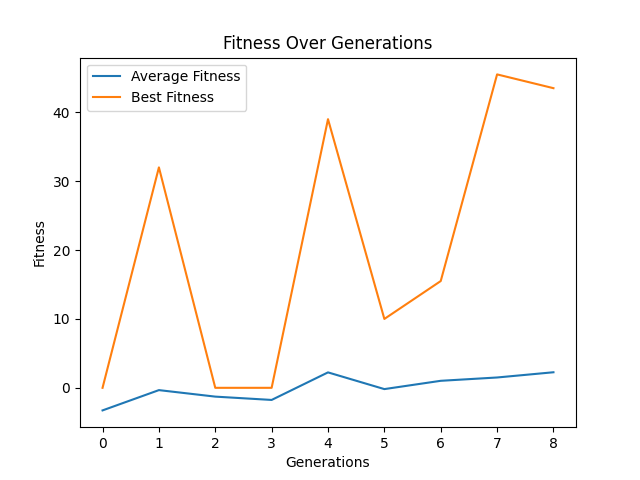 Fitness Over Generations
Average Fitness
Best Fitness
40
30
20
10
0
Fitness
0 1 2 3 4 5 6 7 8
Generations